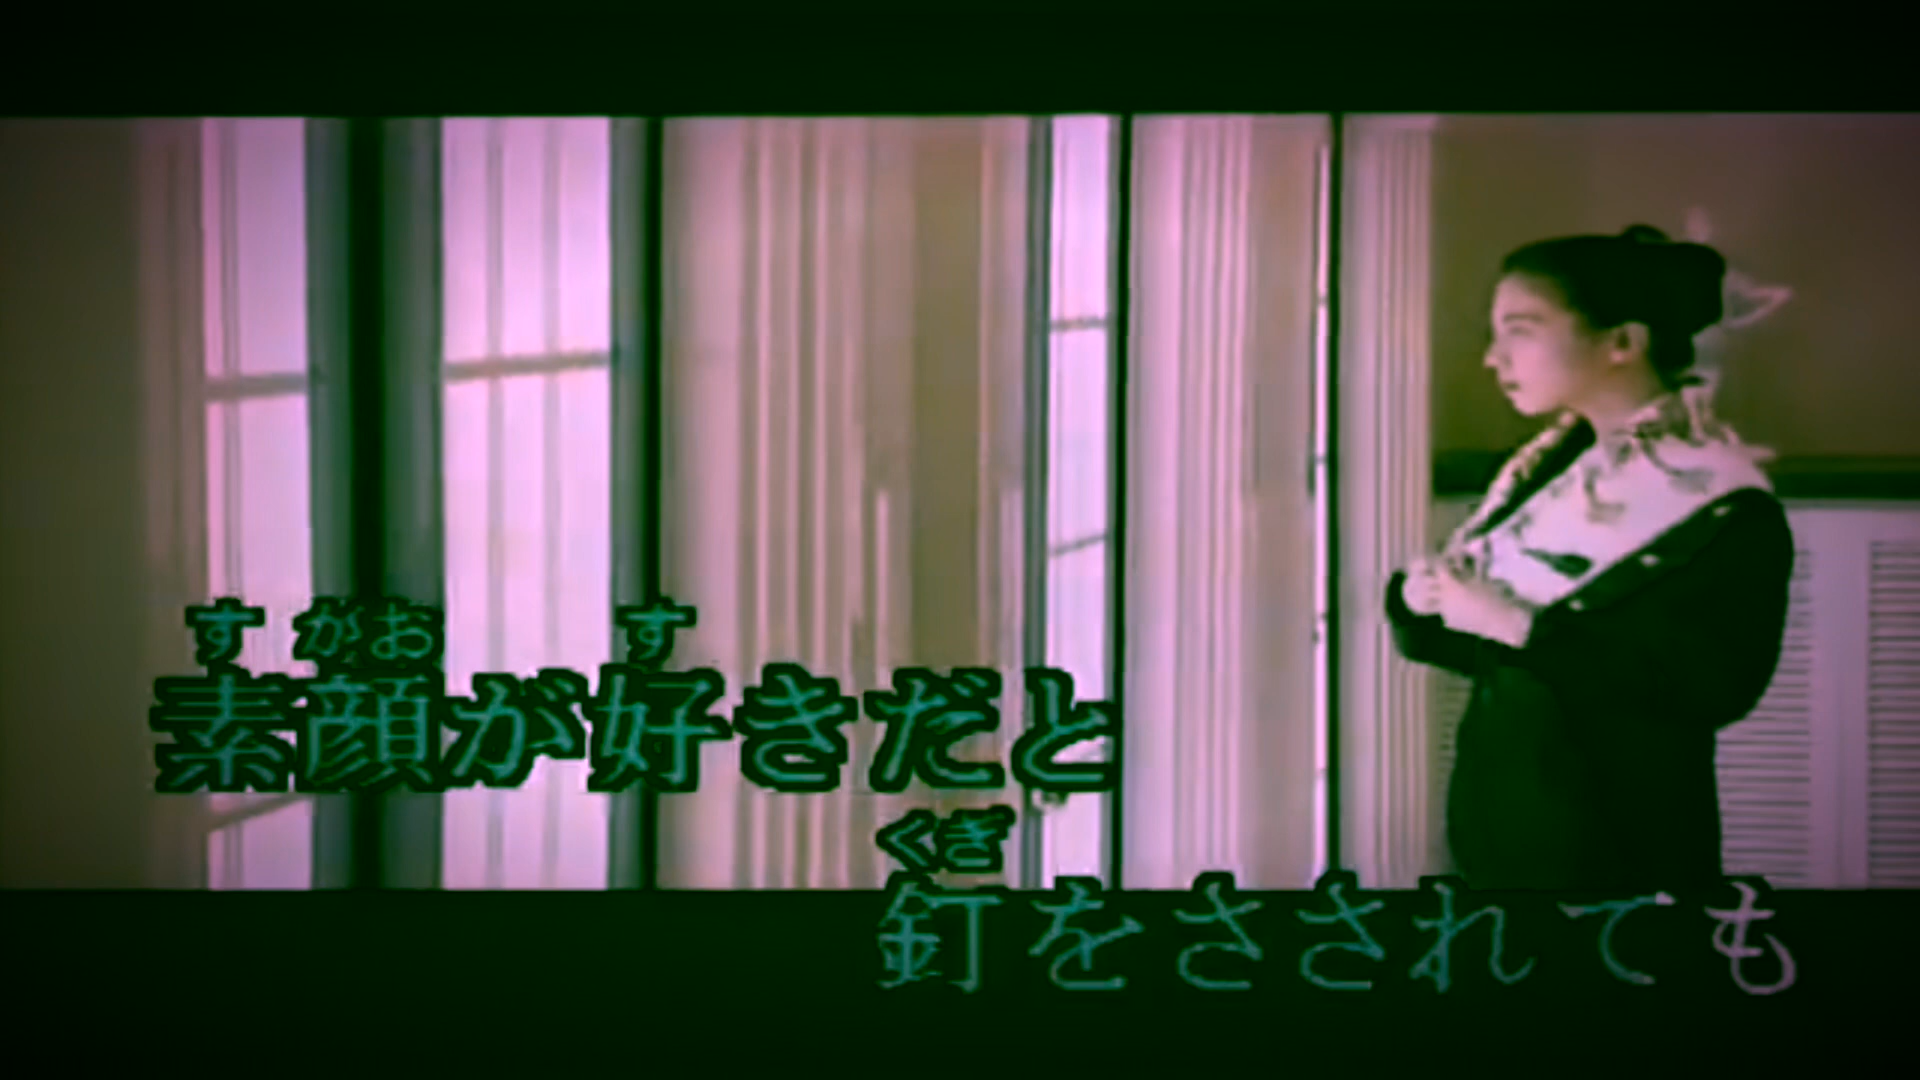 す がお す
素顔が好きだと
くぎ
釘をさされても